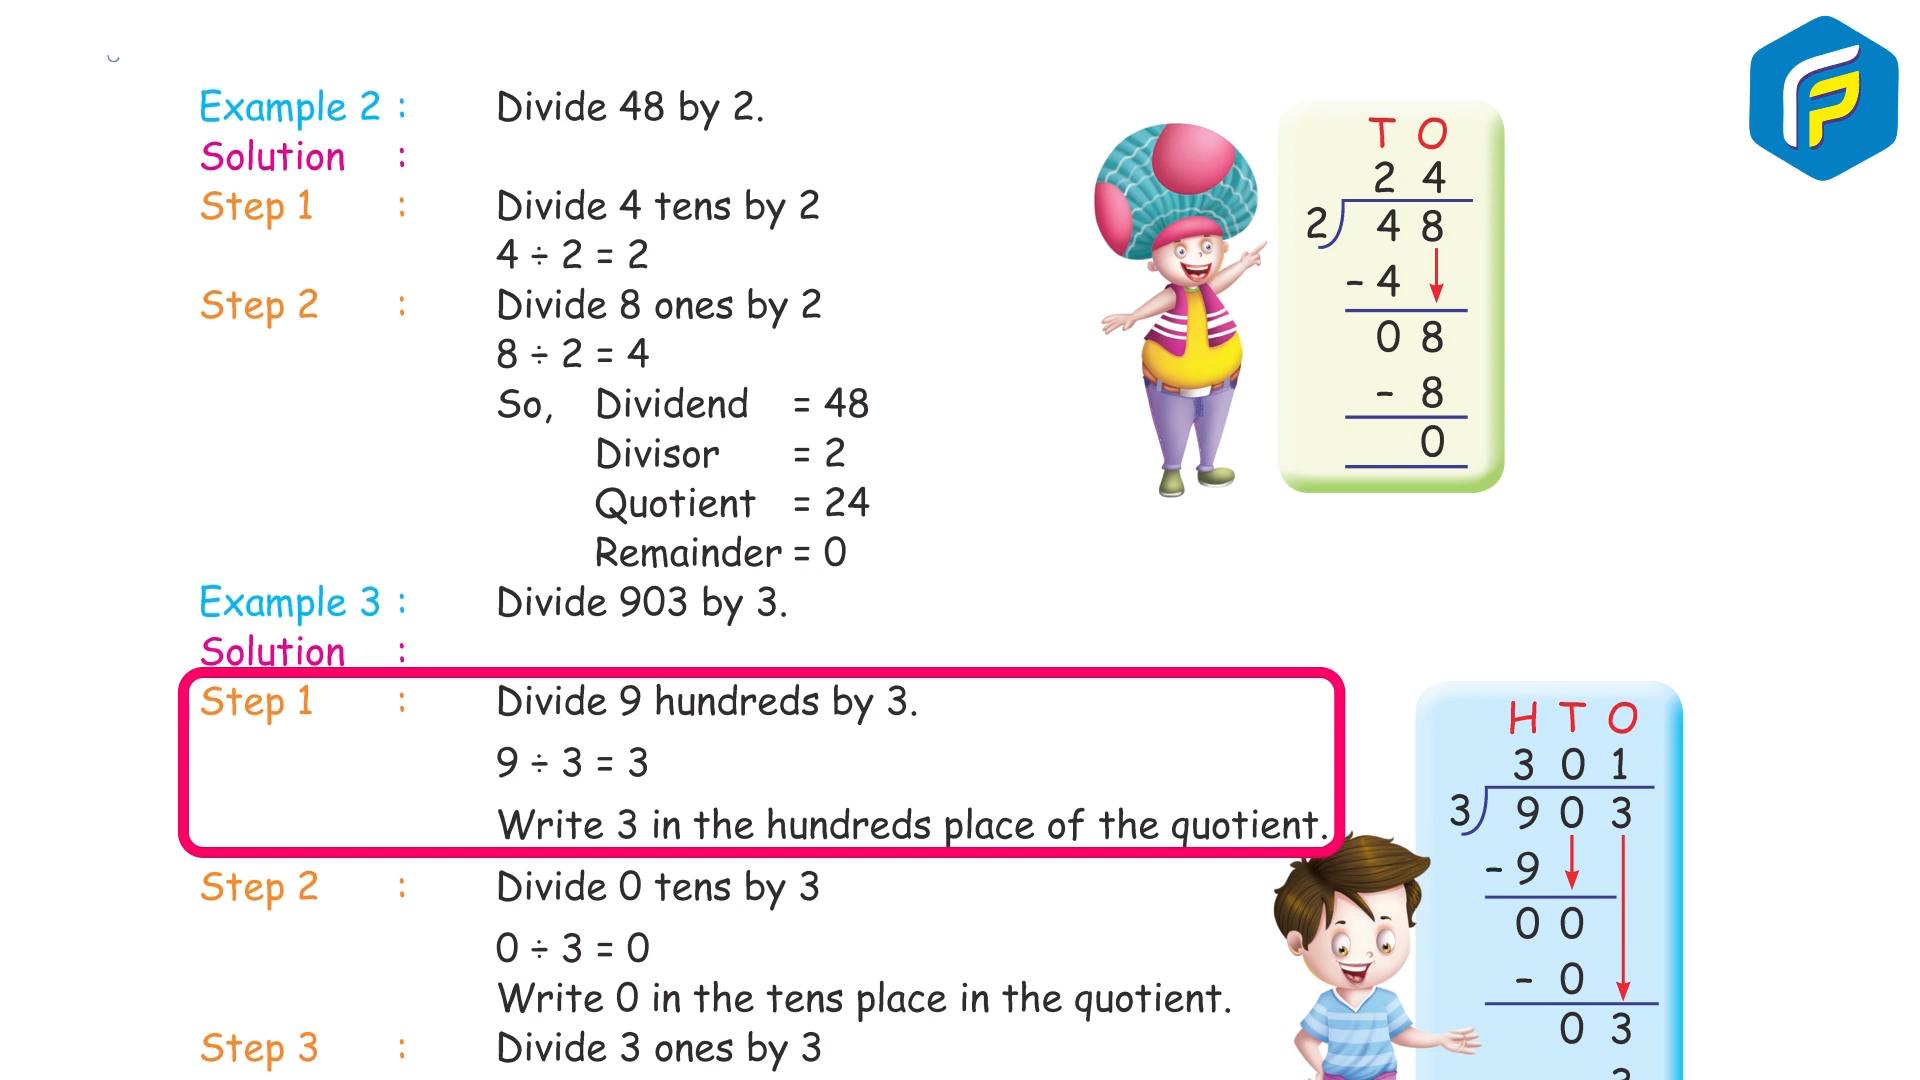 Example 2 : Divide 48 by 2.
Solution :
Step 1 : Divide 4 tens by 2
4 ÷ 2 = 2
Step 2 : Divide 8 ones by 2
8 ÷ 2 = 4
So, Dividend = 48
Divisor = 2
Quotient = 24
Remainder = 0
T O
2 4
2 4 8
- 4
0 8
- 8
0
Example 3 : Divide 903 by 3.
Solution :
Step 1 : Divide 9 hundreds by 3.
9 ÷ 3 = 3
Write 3 in the hundreds place of the quotient.
Step 2 : Divide 0 tens by 3
0 ÷ 3 = 0
Write 0 in the tens place in the quotient.
Step 3 : Divide 3 ones by 3
H T O
3 0 1
3 9 0 3
- 9
0 0
- 0
0 3